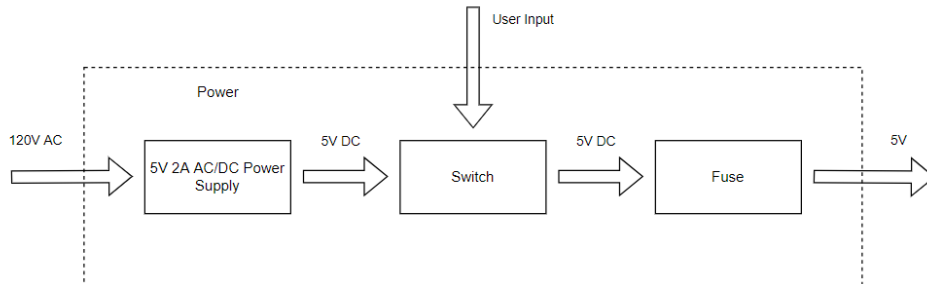 User Input
Power
120V AC
5V DC
5V DC
5V
5V 2A AC/DC Power
Supply
Switch
Fuse